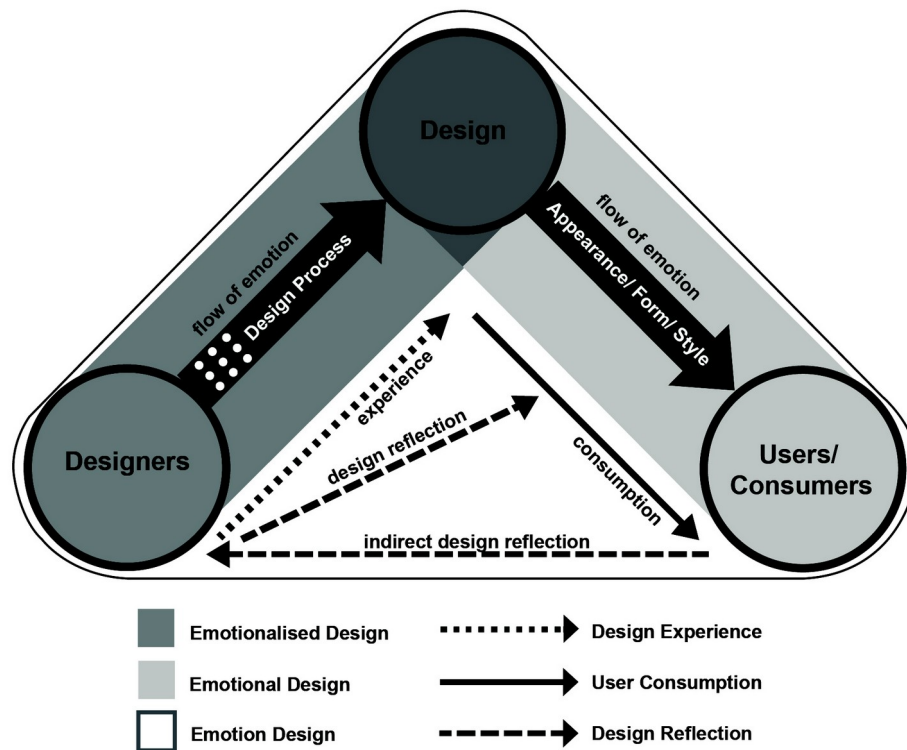 Design
flow of emotion
Design Process
flow of emotion
Appearance/ Form/ Style
Designers
experience
design reflection
consumption
Users/
Consumers
indirect design reflection
Emotionalised Design
Design Experience
Emotional Design
User Consumption
Emotion Design
Design Reflection